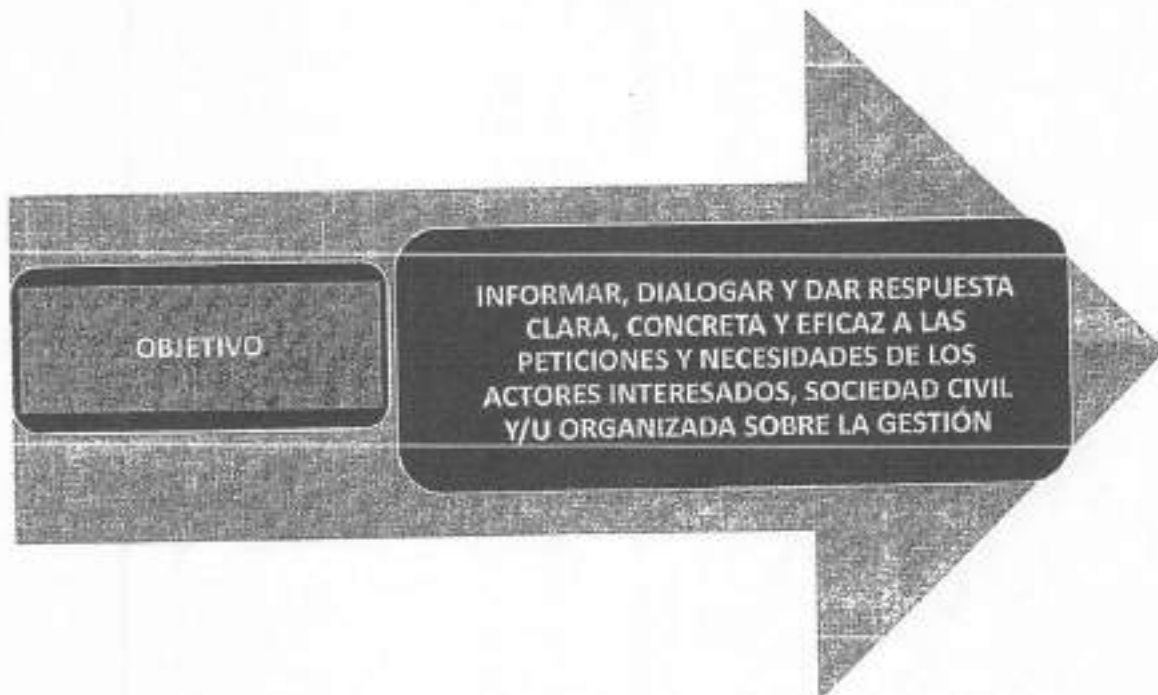 OBJETIVO
INFORMAR, DIALOGAR Y DAR RESPUESTA
CLARA, CONCRETA Y EFICAZ A LAS
PETICIONES Y NECESIDADES DE LOS
ACTORES INTERESADOS, SOCIEDAD CIVIL
Y/U ORGANIZADA SOBRE LA GESTIÓN